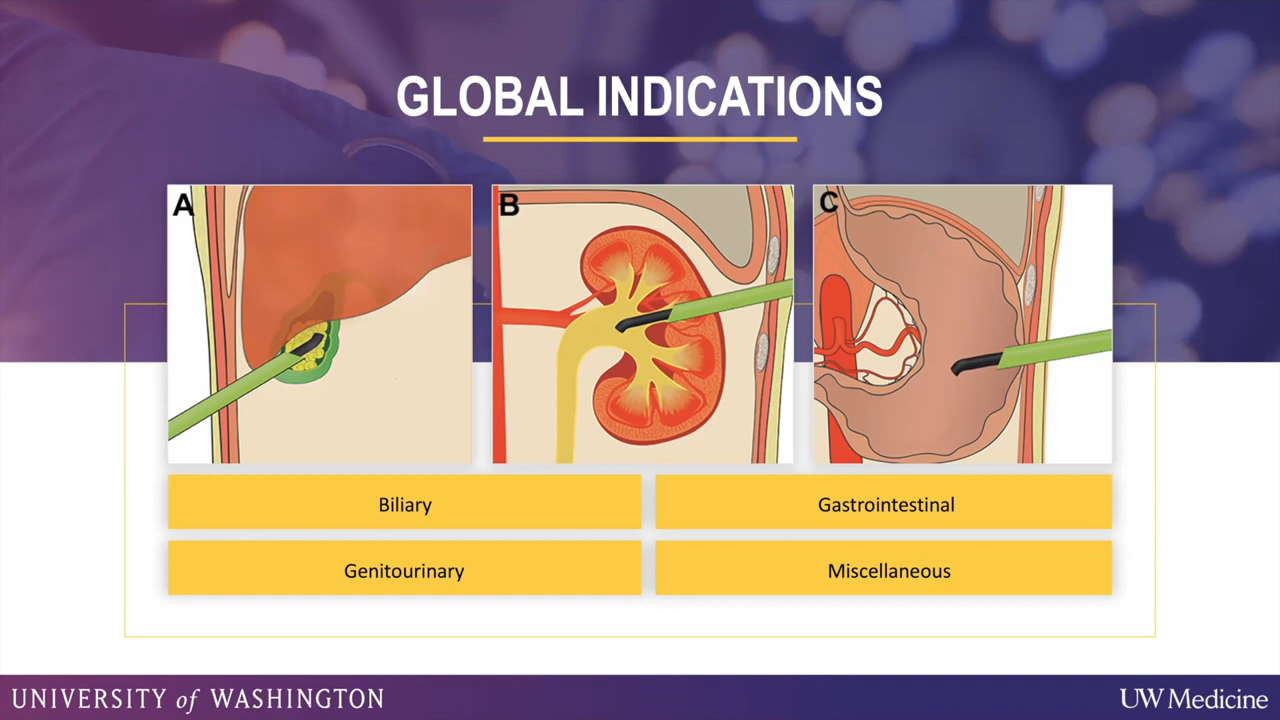 GLOBAL INDICATIONS
A
B
C
Biliary
Gastrointestinal
Genitourinary
Miscellaneous
UNIVERSITY of WASHINGTON
UW Medicine